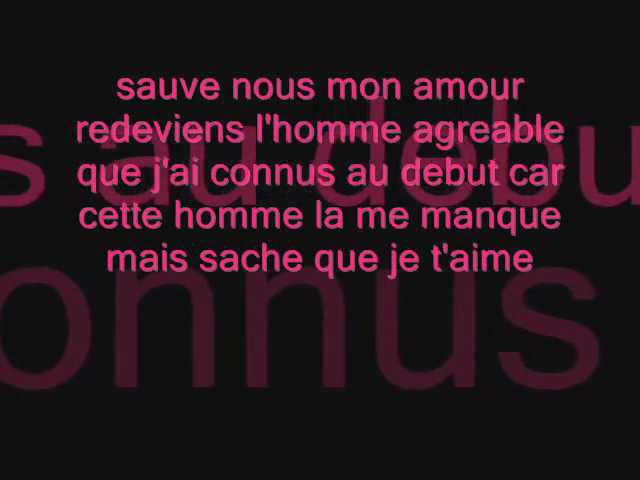 sauve nous mon amour
redeviens l'homme agreable
que j'ai connus au debut car
cette homme la me manque
mais sache que je t'aime
s au debu
onnus